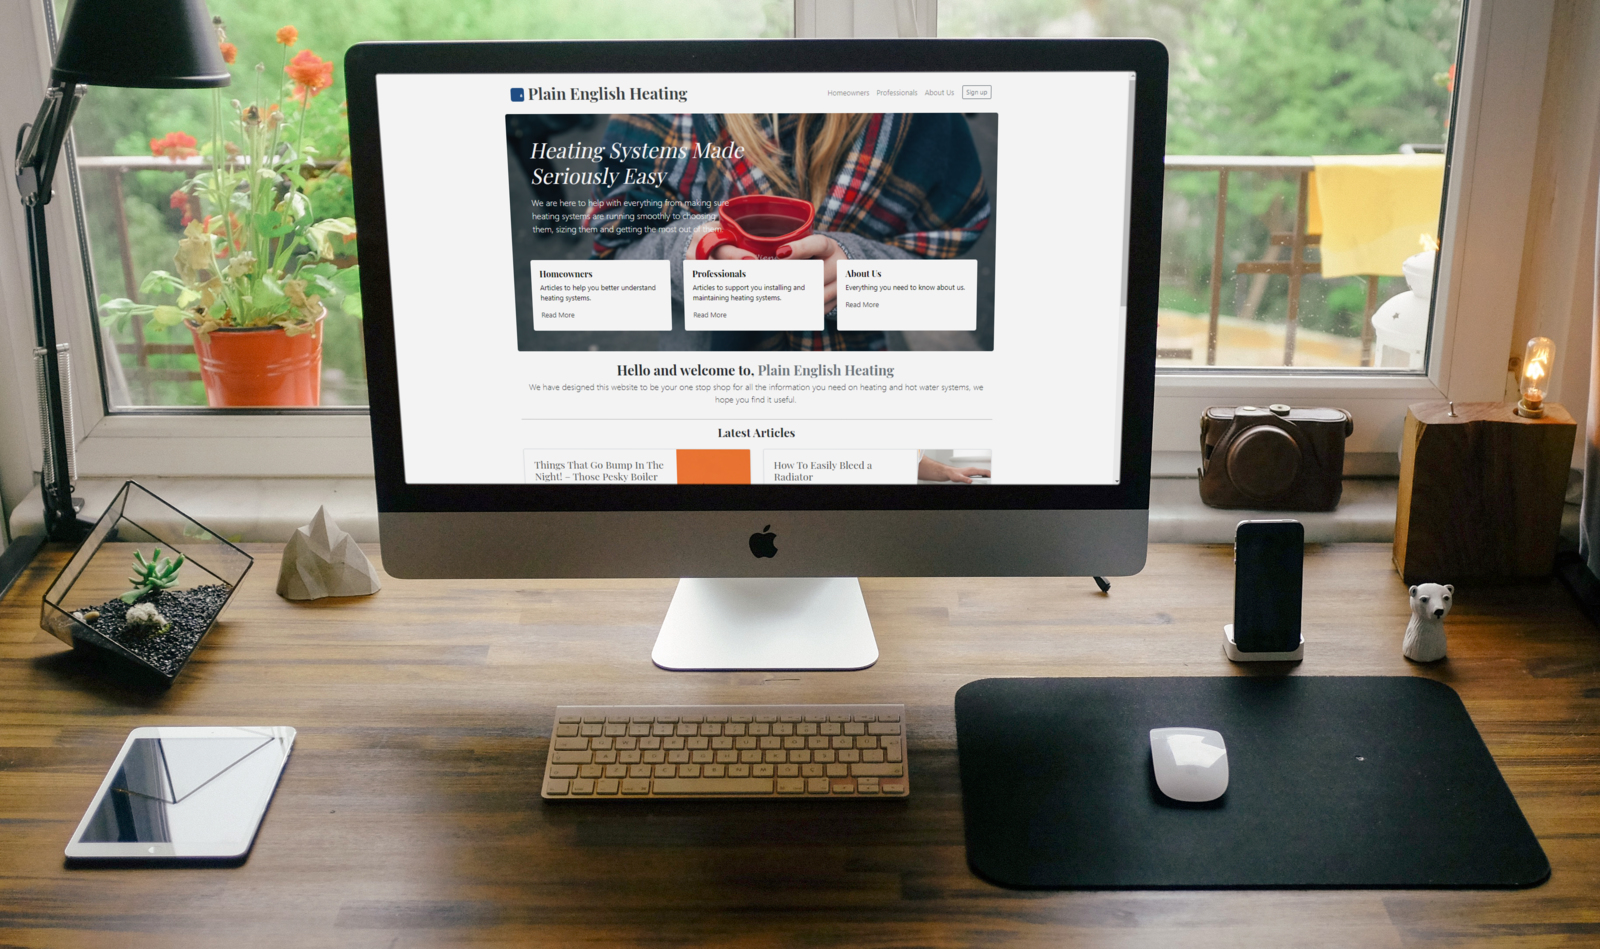 Plain English Heating
Homeowners Professionals About Us Sign up
Heating Systems Made
Seriously Easy
We are here to help with everything from making sure
heating systems are running smoothly to choosing
them, sizing them and getting the most out of them.
Homeowners
Articles to help you better understand
heating systems.
Read More
Professionals
Articles to support you installing and
maintaining heating systems.
Read More
About Us
Everything you need to know about us.
Read More
Hello and welcome to, Plain English Heating
We have designed this website to be your one stop shop for all the information you need on heating and hot water systems, we
hope you find it useful.
Latest Articles
Things That Go Bump In The
Night! – Those Pesky Boiler
How To Easily Bleed a
Radiator